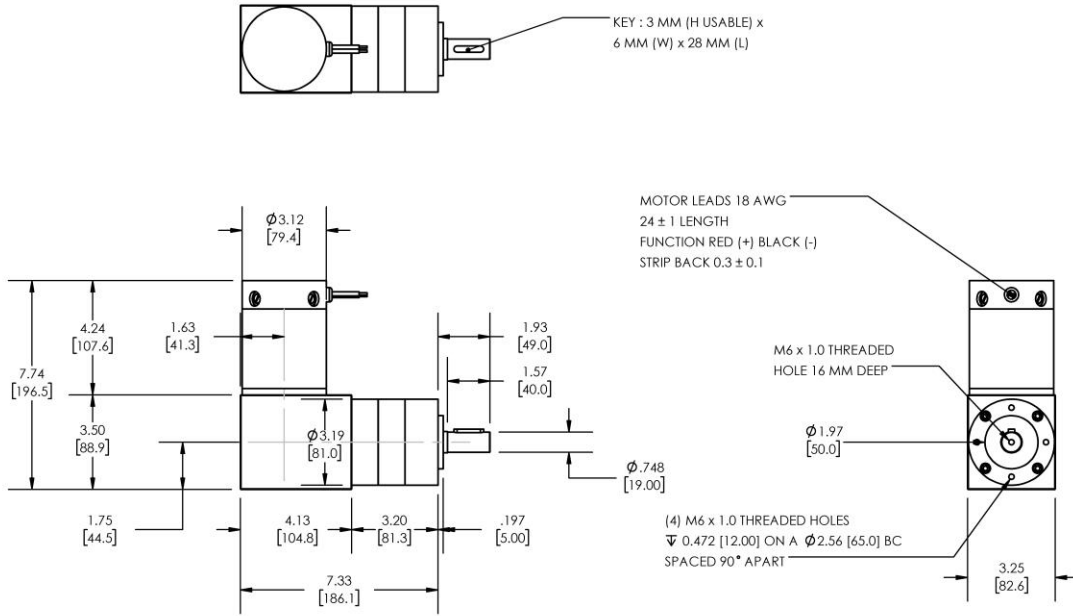 KEY : 3 MM (H USABLE) x
6 MM (W) x 28 MM (L)
MOTOR LEADS 18 AWG
24 ± 1 LENGTH
FUNCTION RED (+) BLACK (-)
STRIP BACK 0.3 ± 0.1
Ø3.12
[79.4]
4.24
[107.6]
7.74
[196.5]
3.50
[88.9]
1.63
[41.3]
1.93
[49.0]
1.57
[40.0]
Ø3.19
[81.0]
Ø.748
[19.00]
1.75
[44.5]
4.13
[104.8]
3.20
[81.3]
.197
[5.00]
7.33
[186.1]
M6 x 1.0 THREADED
HOLE 16 MM DEEP
Ø1.97
[50.0]
(4) M6 x 1.0 THREADED HOLES
↧ 0.472 [12.00] ON A Ø2.56 [65.0] BC
SPACED 90° APART
3.25
[82.6]